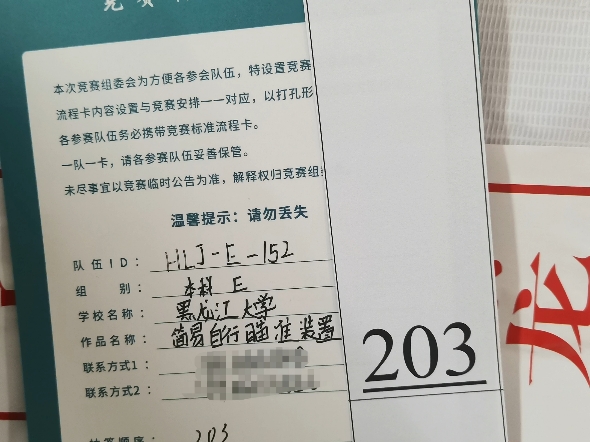 竞赛
本次竞赛组委会为方便各参会队伍，特设置竞赛
流程卡内容设置与竞赛安排一一对应，以打孔形
各参赛队伍务必携带竞赛标准流程卡。
一队一卡，请各参赛队伍妥善保管。
未尽事宜以竞赛临时公告为准，解释权归竞赛组
温馨提示：请勿丢失
队伍ID：HLJ-E-152
组 别：本科 E
学校名称：黑龙江大学
作品名称：简易自行瞄准装置
联系方式1：
联系方式2：
顺序：203
203
龙